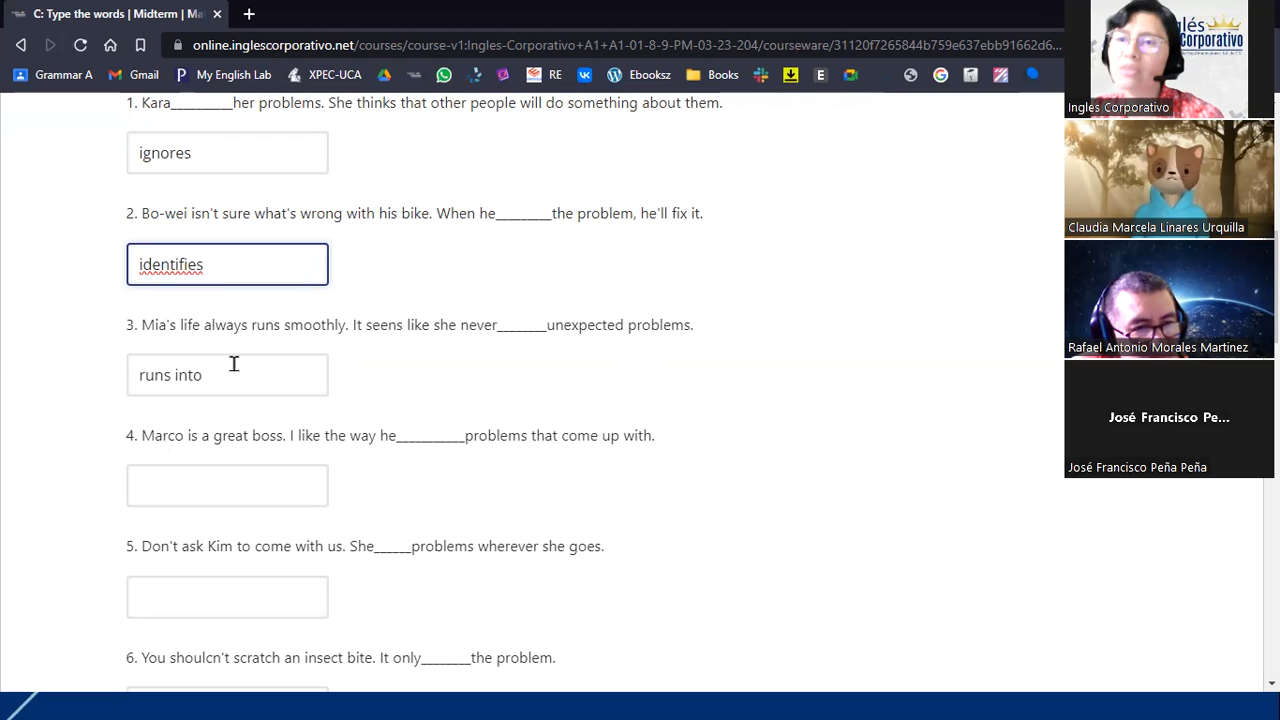 C: Type the words | Midterm | Ma
online.inglescorporativo.net/courses/course-v1:Ingles-Corporativo+A1+A1-01-8-9-PM-03-23-204/courseware/31120f7265844b759e637ebb91662d6...
Grammar A Gmail My English Lab XPEC-UCA RE Ebooksz Books
1. Kara__________her problems. She thinks that other people will do something about them.
ignores
2. Bo-wei isn't sure what's wrong with his bike. When he_________the problem, he'll fix it.
identifies
3. Mia's life always runs smoothly. It seens like she never________unexpected problems.
runs into
4. Marco is a great boss. I like the way he___________problems that come up with.
5. Don't ask Kim to come with us. She______problems wherever she goes.
6. You shoulcn't scratch an insect bite. It only________the problem.
Inglés
Corporativo
Ingles Corporativo
Claudia Marcela Linares Urquilla
Rafael Antonio Morales Martinez
José Francisco Pe...
José Francisco Peña Peña